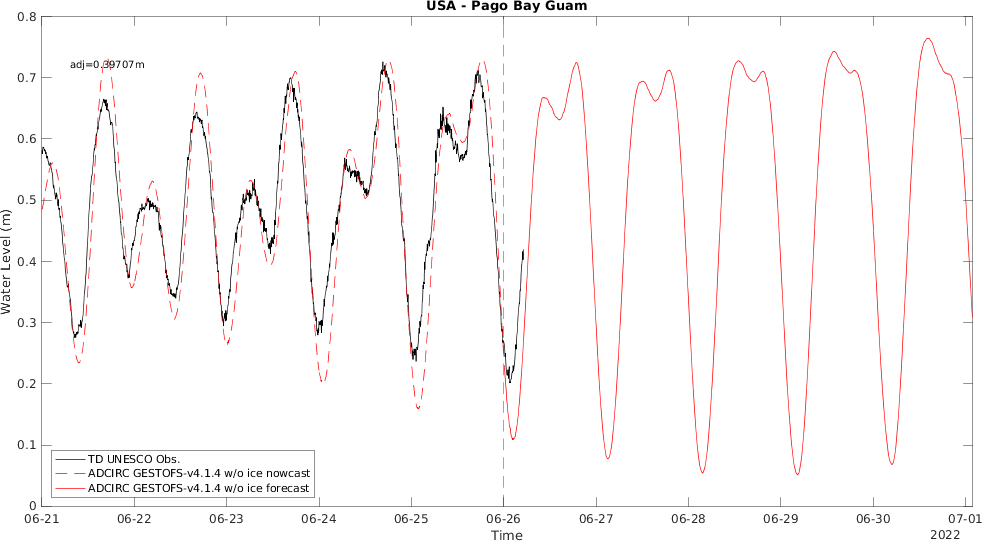 USA - Pago Bay Guam
0.8
adj=0.39707m
0.7
0.6
0.5
0.4
0.3
0.2
0.1
0
Water Level (m)
TD UNESCO Obs.
ADCIRC GESTOFS-v4.1.4 w/o ice nowcast
ADCIRC GESTOFS-v4.1.4 w/o ice forecast
06-21 06-22 06-23 06-24 06-25 06-26 06-27 06-28 06-29 06-30 07-01
Time
2022